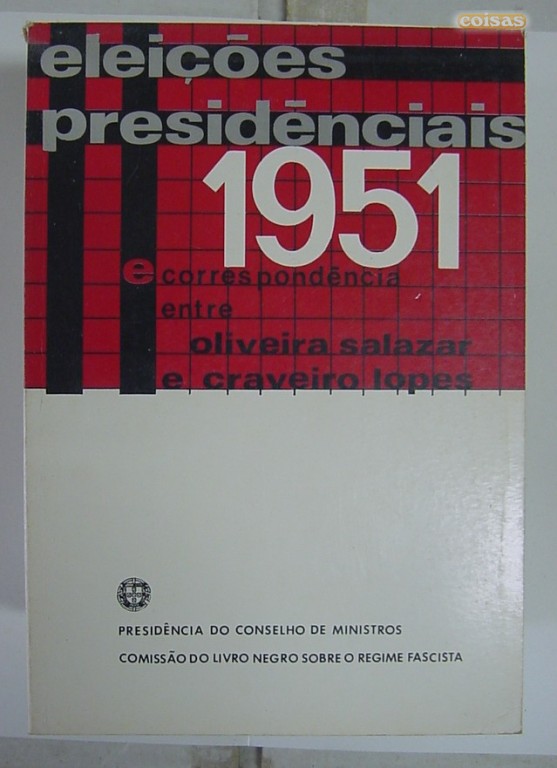 coisas
eleições
presidênciais
1951
e correspondência
entre
oliveira salazar
e craveiro lopes
PRESIDÊNCIA DO CONSELHO DE MINISTROS
COMISSÃO DO LIVRO NEGRO SOBRE O REGIME FASCISTA